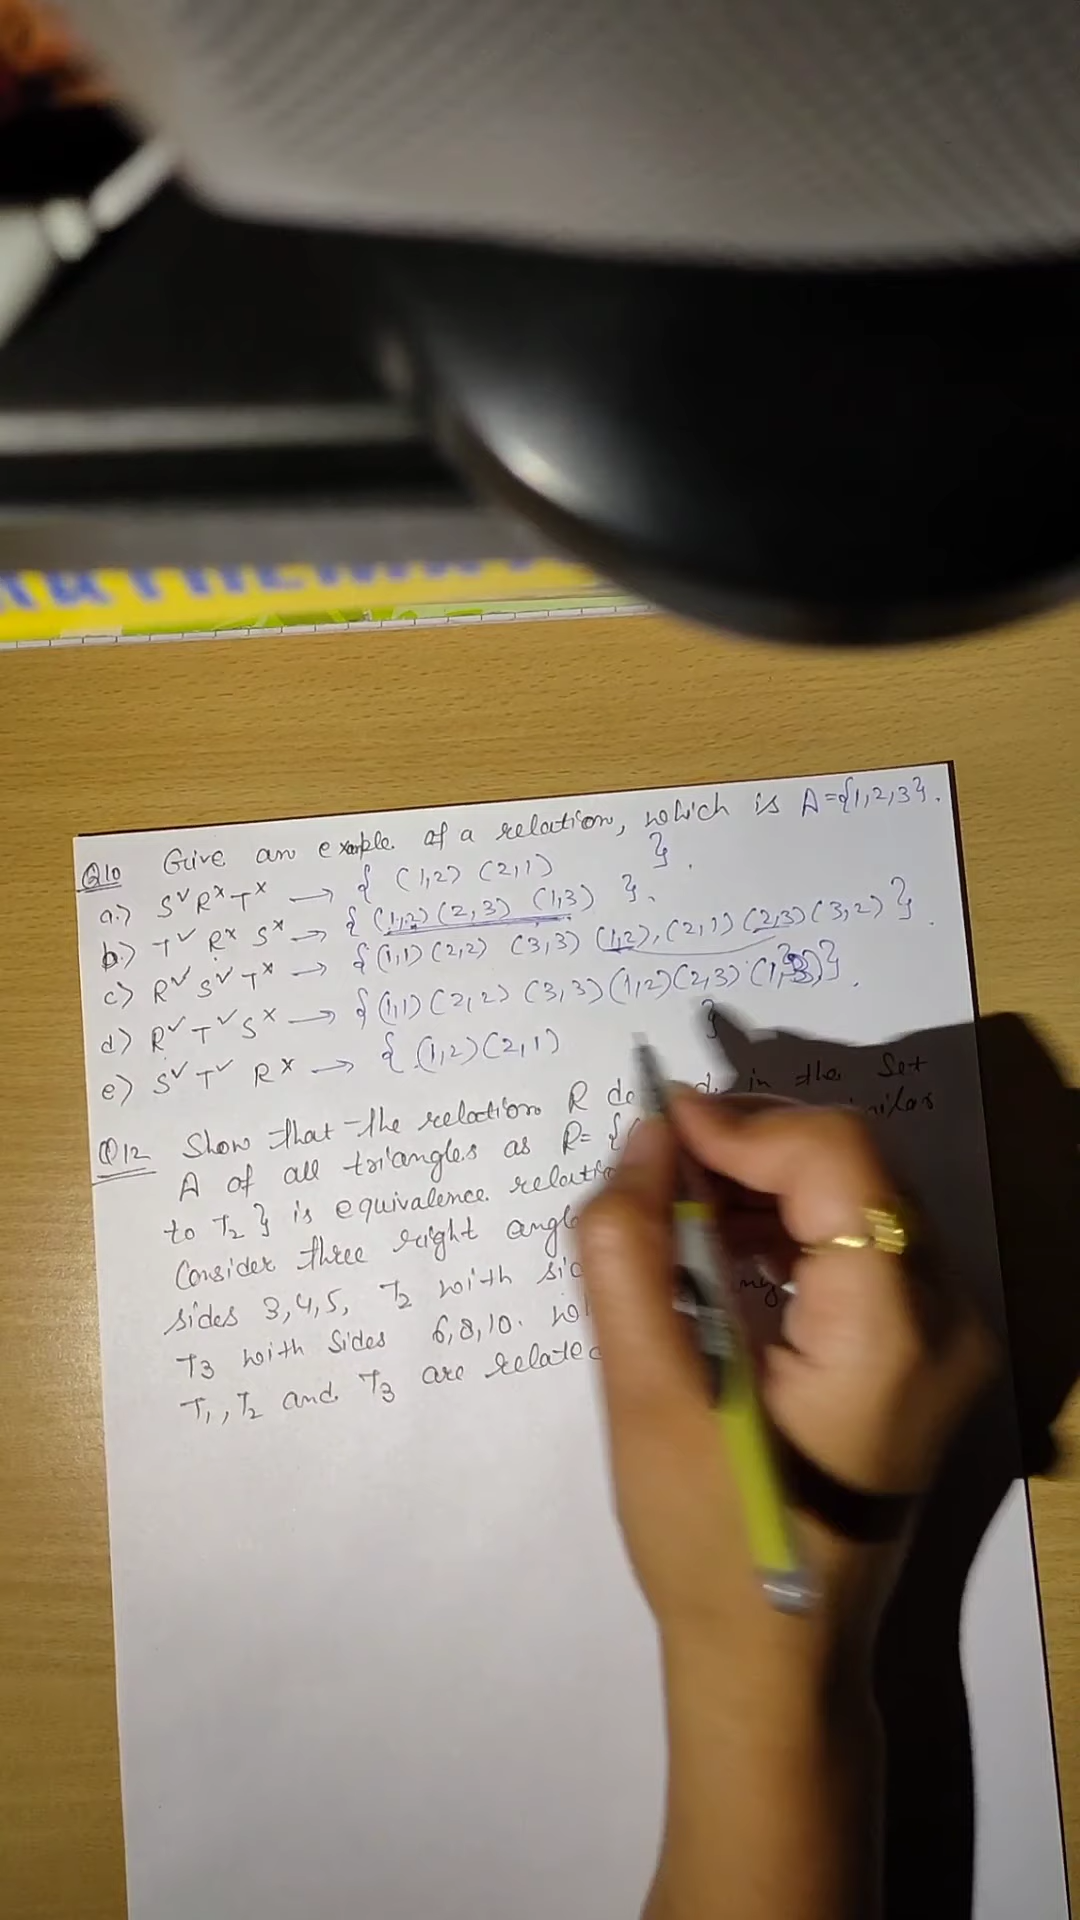 MATHEMA
Q10 Give an example of a relation, which is A={1,2,3}.
a.) S✓ R× T× → { (1,2) (2,1) }.
b.) T✓ R× S× → { (1,2) (2,3) (1,3) }.
c) R✓ S✓ T× → { (1,1) (2,2) (3,3) (1,2), (2,1) (2,3) (3,2) }.
d) R✓ T✓ S× → { (1,1) (2,2) (3,3) (1,2) (2,3) (1,3) }.
e) S✓ T✓ R× → { (1,2) (2,1) }
Q12 Show that the relation R in the Set
A of all triangles as R= {
to T2 } is equivalence
Consider three right
sides 3,4,5, T2 with
T3 with Sides 6,8,10.
T1, T2 and T3 are